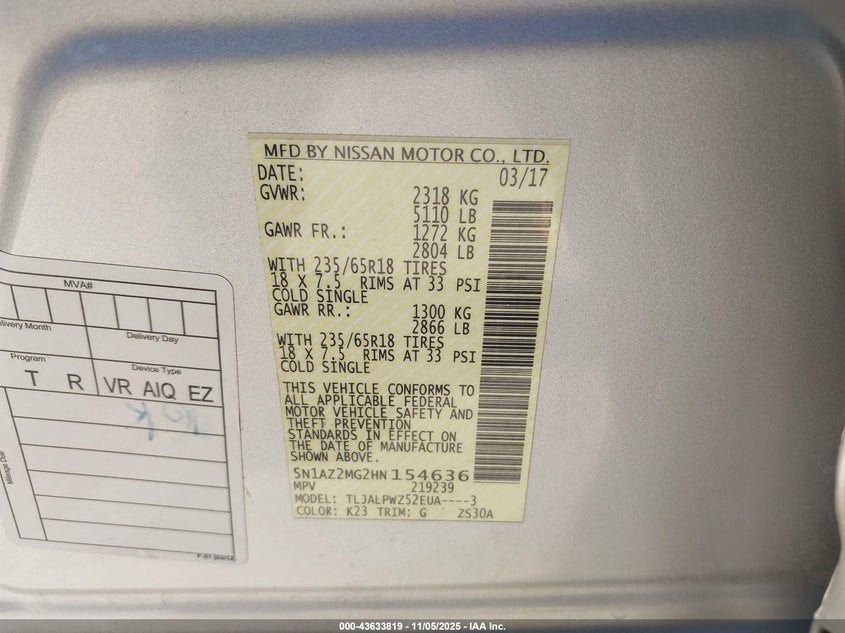 MFD BY NISSAN MOTOR CO., LTD.
DATE: 03/17
GVWR: 2318 KG
5110 LB
GAWR FR.: 1272 KG
2804 LB
WITH 235/65R18 TIRES
18 X 7.5 RIMS AT 33 PSI
COLD SINGLE
GAWR RR.: 1300 KG
2866 LB
WITH 235/65R18 TIRES
18 X 7.5 RIMS AT 33 PSI
COLD SINGLE
THIS VEHICLE CONFORMS TO
ALL APPLICABLE FEDERAL
MOTOR VEHICLE SAFETY AND
THEFT PREVENTION
STANDARDS IN EFFECT ON
THE DATE OF MANUFACTURE
SHOWN ABOVE.
5N1AZ2MG2HN154636
MPV 219239
MODEL: TLJALPWZ52EUA----3
COLOR: K23 TRIM: G ZS30A
MVA#
Delivery Month Delivery Day
Program Device Type
T R VR AIQ EZ
Mileage Due
000-43633819 - 11/05/2025 - IAA Inc.